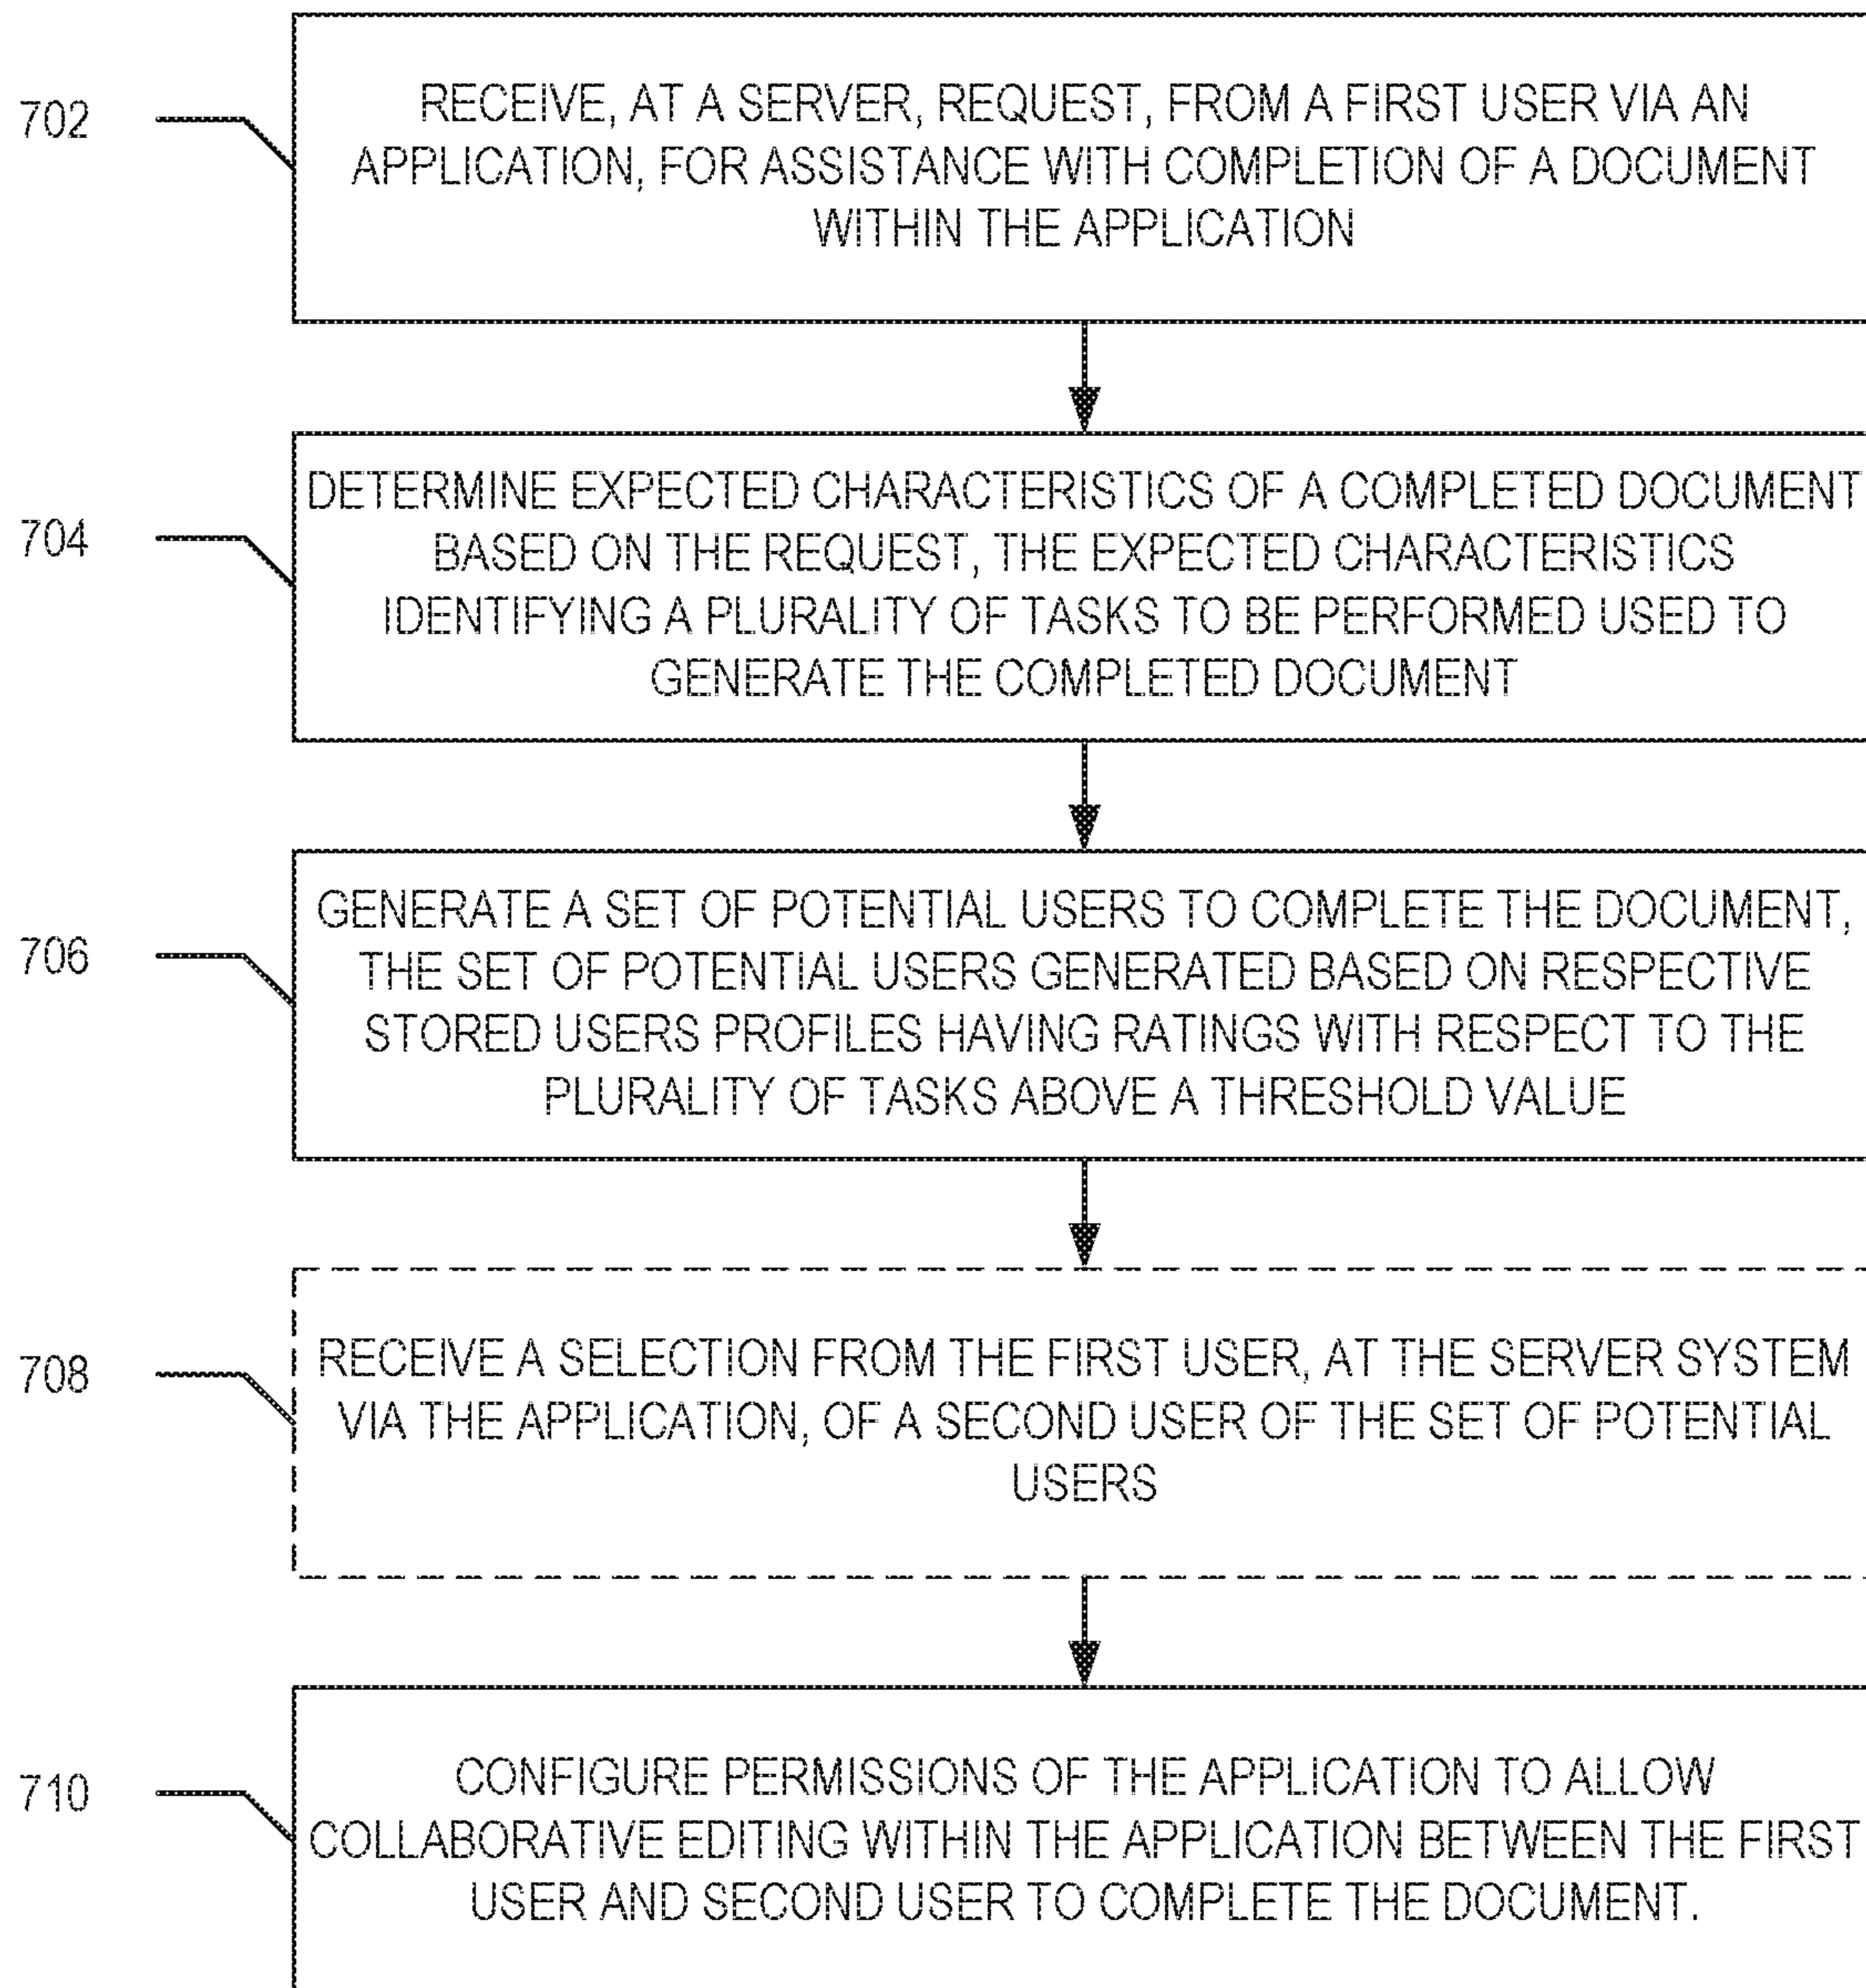 702
RECEIVE, AT A SERVER, REQUEST, FROM A FIRST USER VIA AN
APPLICATION, FOR ASSISTANCE WITH COMPLETION OF A DOCUMENT
WITHIN THE APPLICATION
704
DETERMINE EXPECTED CHARACTERISTICS OF A COMPLETED DOCUMENT
BASED ON THE REQUEST, THE EXPECTED CHARACTERISTICS
IDENTIFYING A PLURALITY OF TASKS TO BE PERFORMED USED TO
GENERATE THE COMPLETED DOCUMENT
706
GENERATE A SET OF POTENTIAL USERS TO COMPLETE THE DOCUMENT,
THE SET OF POTENTIAL USERS GENERATED BASED ON RESPECTIVE
STORED USERS PROFILES HAVING RATINGS WITH RESPECT TO THE
PLURALITY OF TASKS ABOVE A THRESHOLD VALUE
708
RECEIVE A SELECTION FROM THE FIRST USER, AT THE SERVER SYSTEM
VIA THE APPLICATION, OF A SECOND USER OF THE SET OF POTENTIAL
USERS
710
CONFIGURE PERMISSIONS OF THE APPLICATION TO ALLOW
COLLABORATIVE EDITING WITHIN THE APPLICATION BETWEEN THE FIRST
USER AND SECOND USER TO COMPLETE THE DOCUMENT.